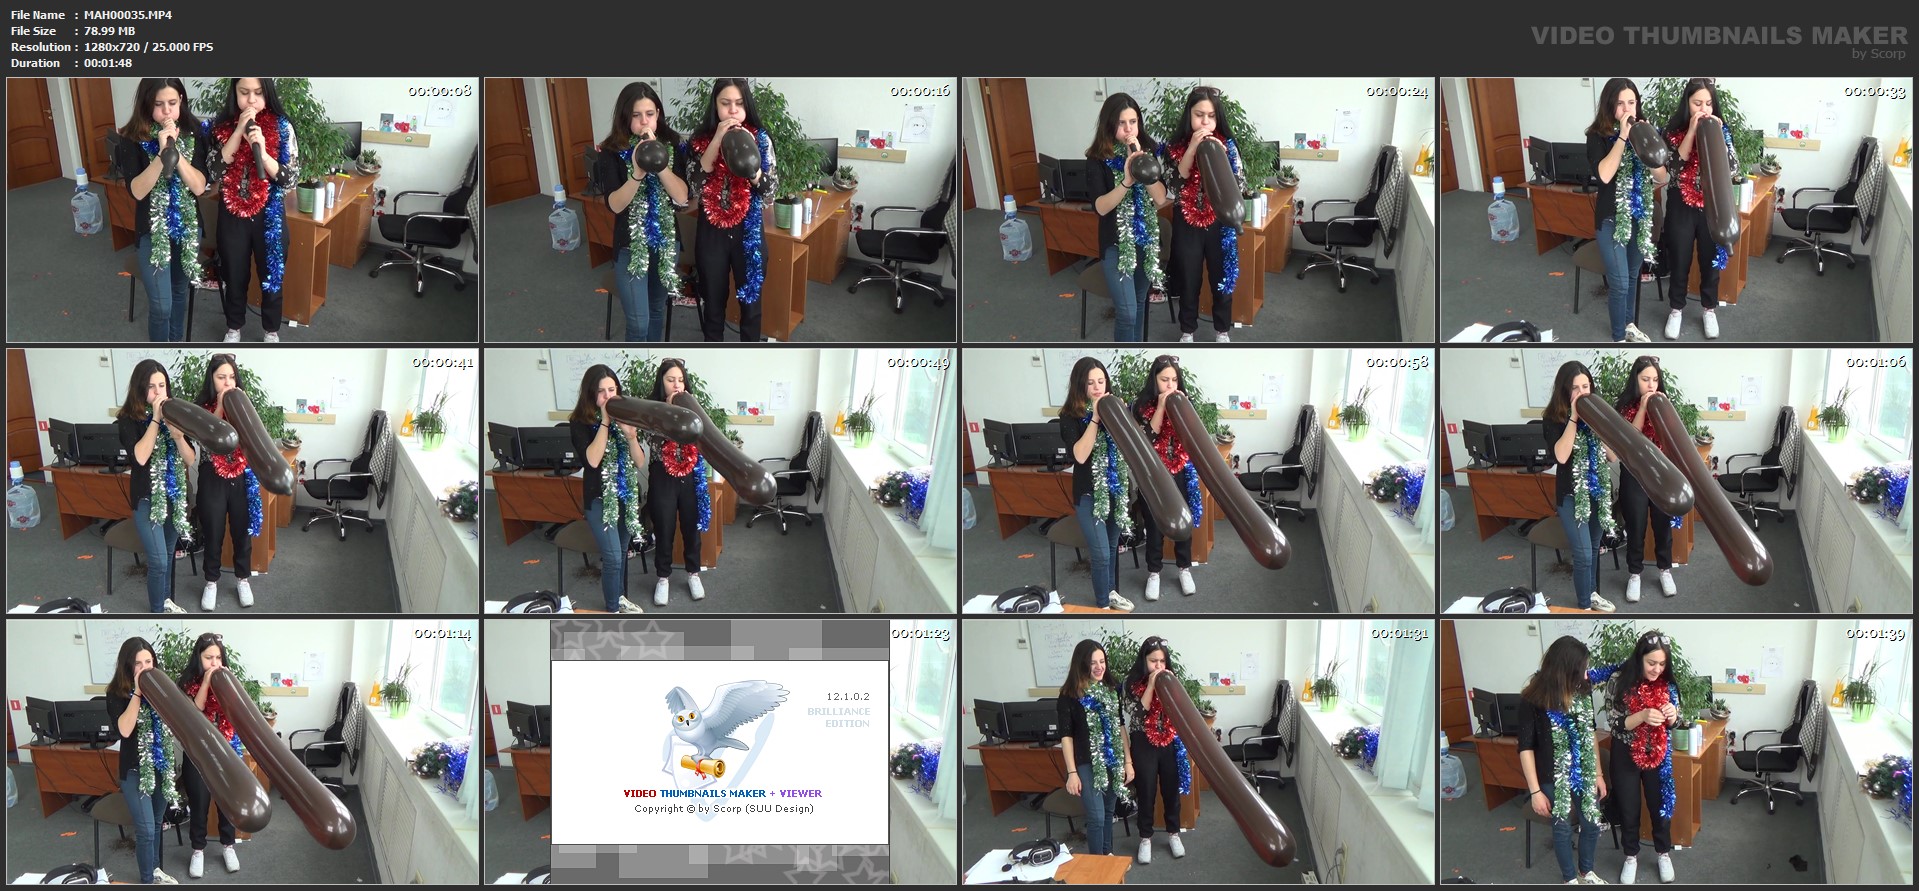 File Name : MAH00035.MP4
File Size : 78.99 MB
Resolution : 1280x720 / 25.000 FPS
Duration : 00:01:48
VIDEO THUMBNAILS MAKER
by Scorp
00:00:08
00:00:16
00:00:24
00:00:33
00:00:41
00:00:49
00:00:58
00:01:06
00:01:14
00:01:23
00:01:31
00:01:39
12.1.0.2
BRILLIANCE
EDITION
VIDEO THUMBNAILS MAKER + VIEWER
Copyright © by Scorp (SUU Design)